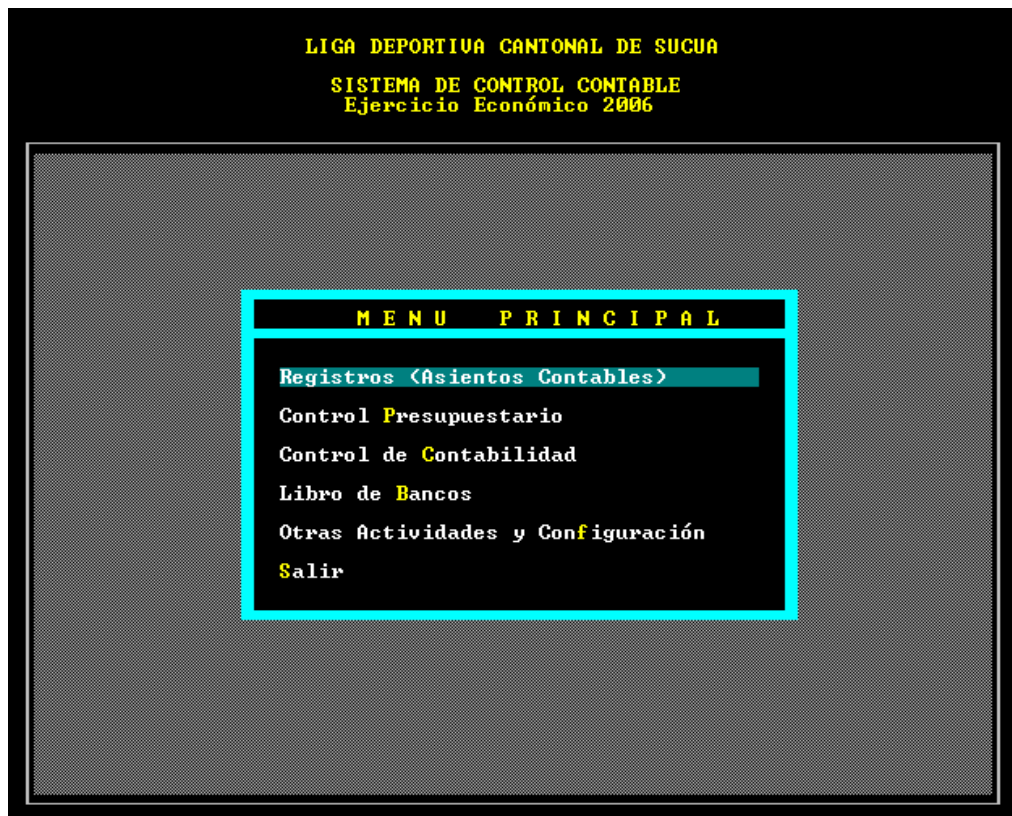 LIGA DEPORTIVA CANTONAL DE SUCUA
SISTEMA DE CONTROL CONTABLE
Ejercicio Económico 2006
M E N U   P R I N C I P A L
Registros (Asientos Contables)
Control Presupuestario
Control de Contabilidad
Libro de Bancos
Otras Actividades y Configuración
Salir